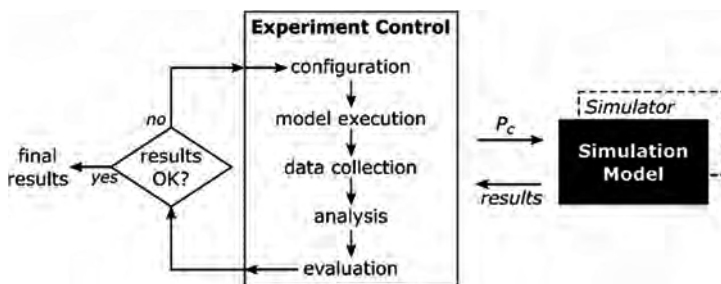 Experiment Control
configuration
model execution
data collection
analysis
evaluation
no
results
OK?
yes
final
results
P_c
results
Simulator
Simulation
Model